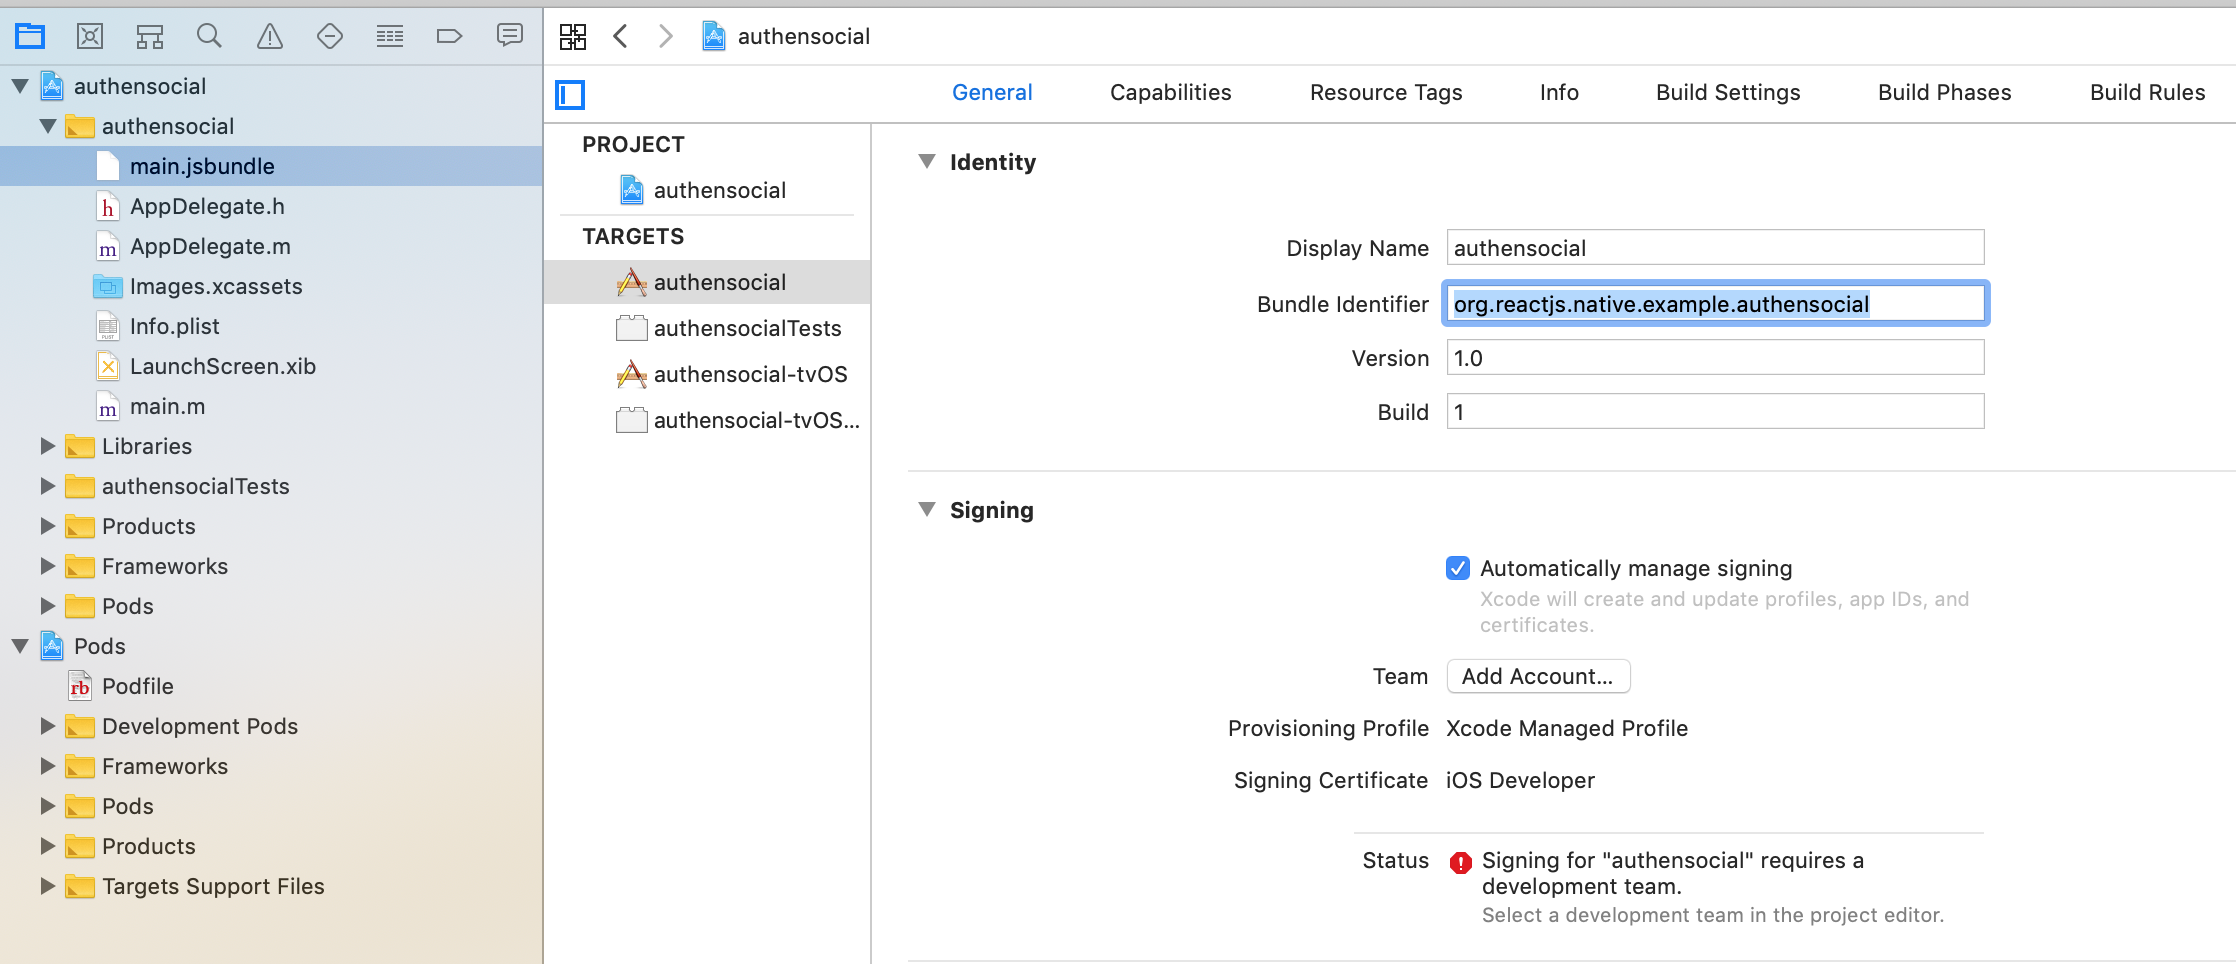 authensocial
authensocial
main.jsbundle
AppDelegate.h
AppDelegate.m
Images.xcassets
Info.plist
LaunchScreen.xib
main.m
Libraries
authensocialTests
Products
Frameworks
Pods
Pods
Podfile
Development Pods
Frameworks
Pods
Products
Targets Support Files
authensocial
General Capabilities Resource Tags Info Build Settings Build Phases Build Rules
PROJECT
authensocial
TARGETS
authensocial
authensocialTests
authensocial-tvOS
authensocial-tvOS...
Identity
Display Name authensocial
Bundle Identifier org.reactjs.native.example.authensocial
Version 1.0
Build 1
Signing
Automatically manage signing
Xcode will create and update profiles, app IDs, and
certificates.
Team Add Account...
Provisioning Profile Xcode Managed Profile
Signing Certificate iOS Developer
Status Signing for "authensocial" requires a
development team.
Select a development team in the project editor.